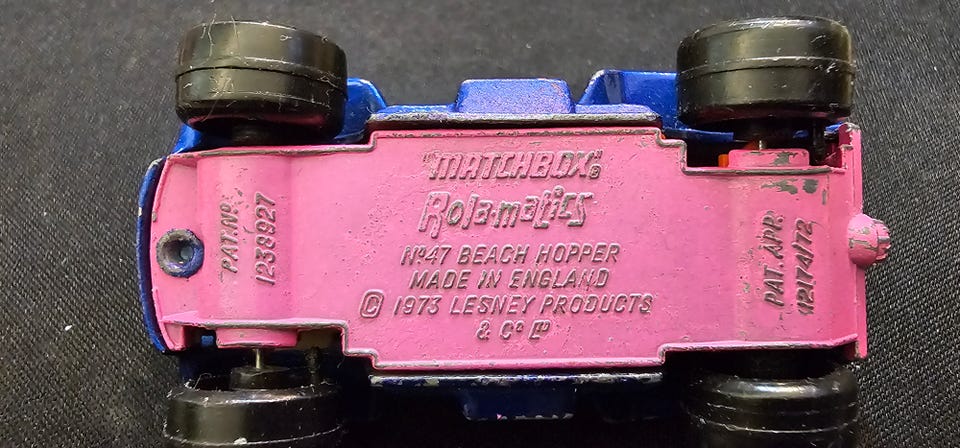 "MATCHBOX"®
Rola-matics
Nº47 BEACH HOPPER
MADE IN ENGLAND
© 1973 LESNEY PRODUCTS
& Cº Lᴰ
PAT.Nº
1238927
PAT. APP.
12174/72